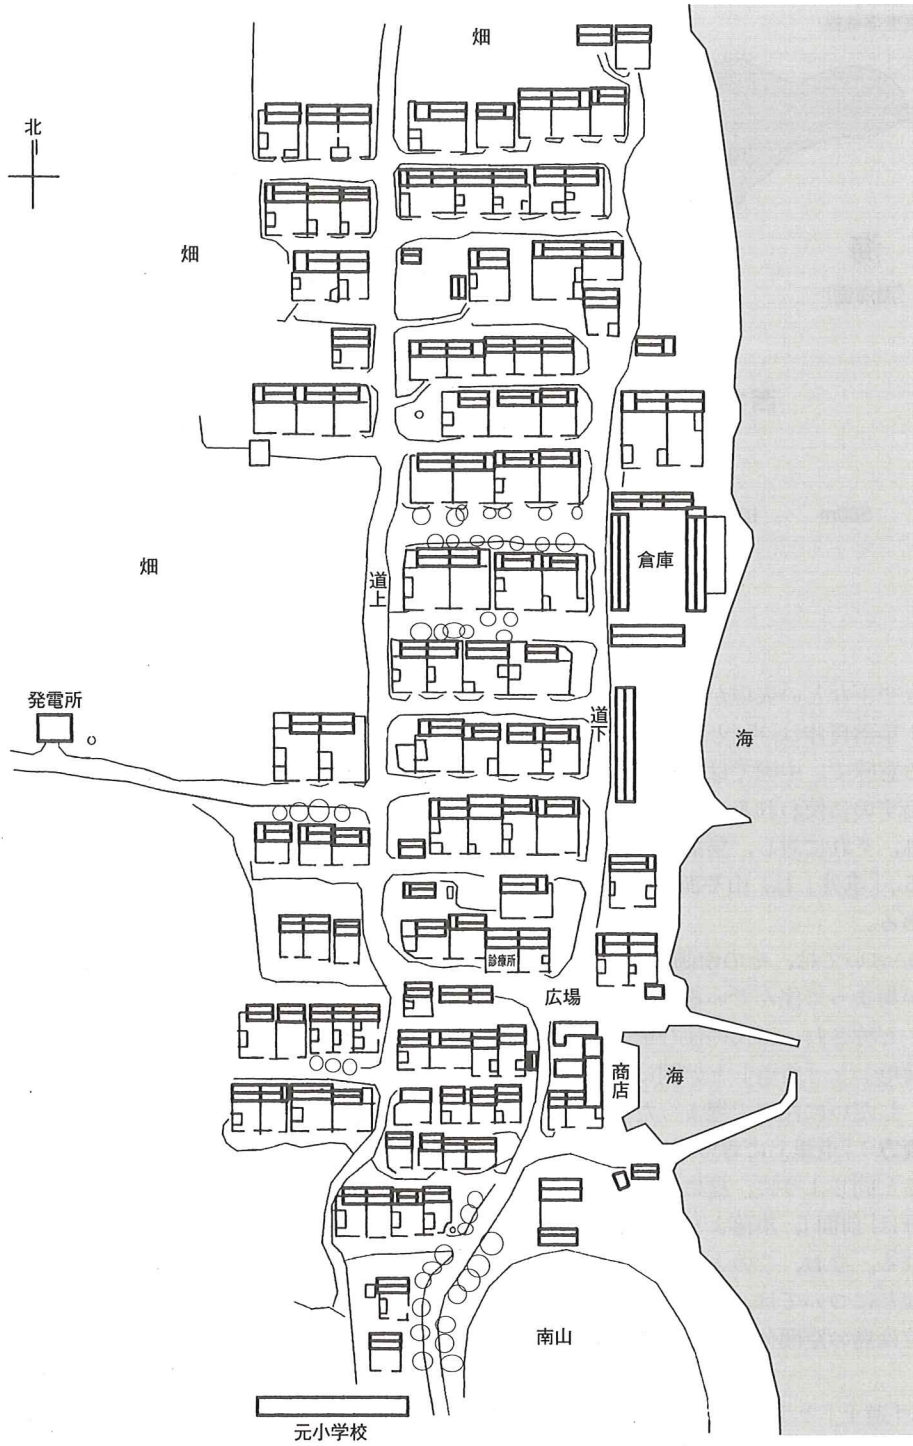 畑
北
畑
畑
道上
倉庫
発電所
道下
海
診療所
広場
商店
海
南山
元小学校